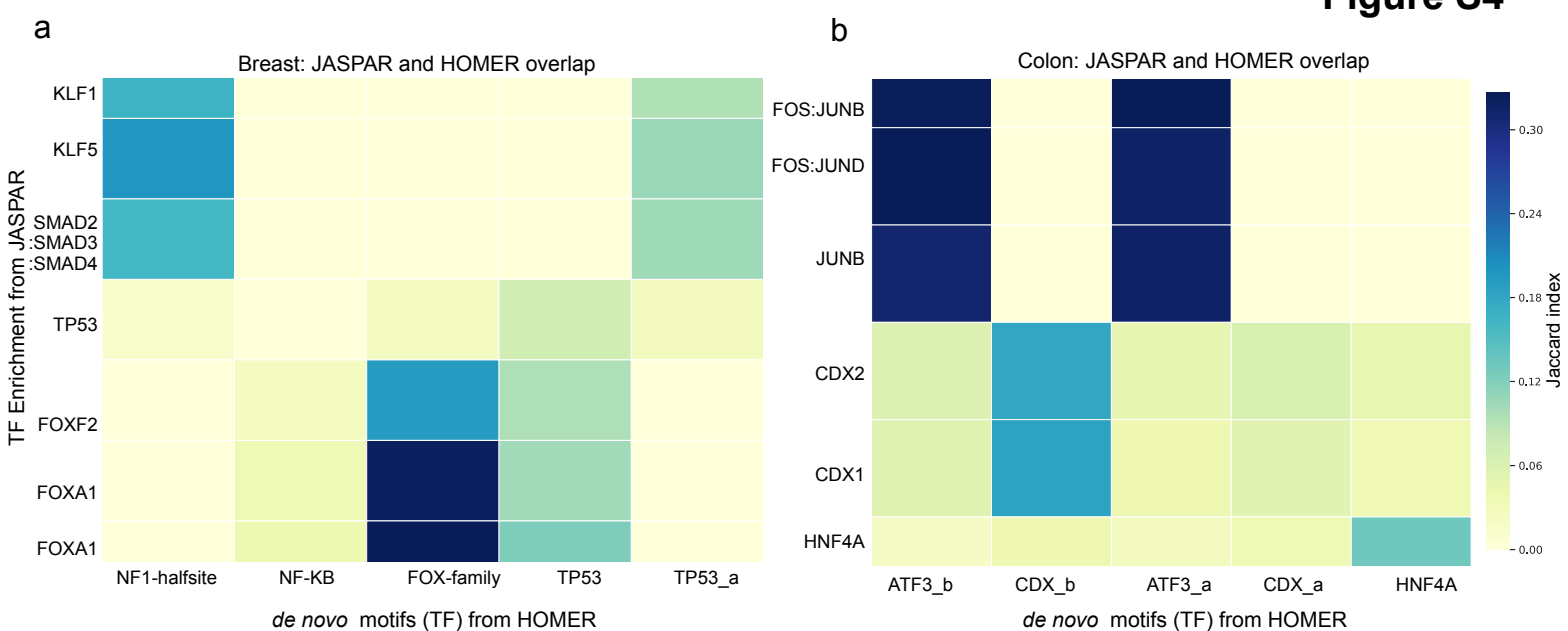 Figure S4
a
Breast: JASPAR and HOMER overlap
TF Enrichment from JASPAR
KLF1
KLF5
SMAD2
:SMAD3
:SMAD4
TP53
FOXF2
FOXA1
FOXA1
NF1-halfsite NF-KB FOX-family TP53 TP53_a
de novo motifs (TF) from HOMER
b
Colon: JASPAR and HOMER overlap
FOS:JUNB
FOS:JUND
JUNB
CDX2
CDX1
HNF4A
ATF3_b CDX_b ATF3_a CDX_a HNF4A
de novo motifs (TF) from HOMER
0.30
0.24
0.18
0.12
0.06
0.00
Jaccard index